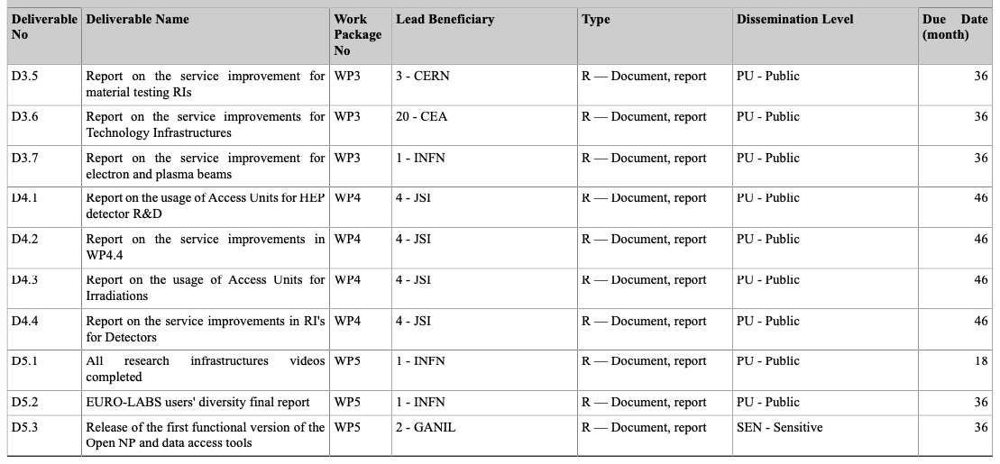 Deliverable No | Deliverable Name | Work Package No | Lead Beneficiary | Type | Dissemination Level | Due Date (month)
D3.5 | Report on the service improvement for material testing RIs | WP3 | 3 - CERN | R — Document, report | PU - Public | 36
D3.6 | Report on the service improvements for Technology Infrastructures | WP3 | 20 - CEA | R — Document, report | PU - Public | 36
D3.7 | Report on the service improvement for electron and plasma beams | WP3 | 1 - INFN | R — Document, report | PU - Public | 36
D4.1 | Report on the usage of Access Units for HEP detector R&D | WP4 | 4 - JSI | R — Document, report | PU - Public | 46
D4.2 | Report on the service improvements in WP4.4 | WP4 | 4 - JSI | R — Document, report | PU - Public | 46
D4.3 | Report on the usage of Access Units for Irradiations | WP4 | 4 - JSI | R — Document, report | PU - Public | 46
D4.4 | Report on the service improvements in RI's for Detectors | WP4 | 4 - JSI | R — Document, report | PU - Public | 46
D5.1 | All research infrastructures videos completed | WP5 | 1 - INFN | R — Document, report | PU - Public | 18
D5.2 | EURO-LABS users' diversity final report | WP5 | 1 - INFN | R — Document, report | PU - Public | 36
D5.3 | Release of the first functional version of the Open NP and data access tools | WP5 | 2 - GANIL | R — Document, report | SEN - Sensitive | 36